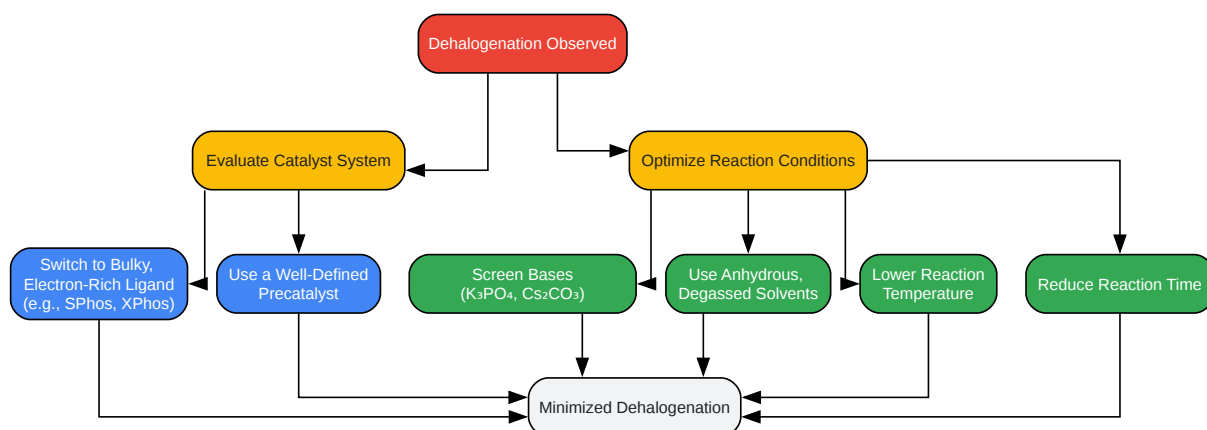 Dehalogenation Observed
Evaluate Catalyst System
Optimize Reaction Conditions
Switch to Bulky,
Electron-Rich Ligand
(e.g., SPhos, XPhos)
Use a Well-Defined
Precatalyst
Screen Bases
(K₃PO₄, Cs₂CO₃)
Use Anhydrous,
Degassed Solvents
Lower Reaction
Temperature
Reduce Reaction Time
Minimized Dehalogenation